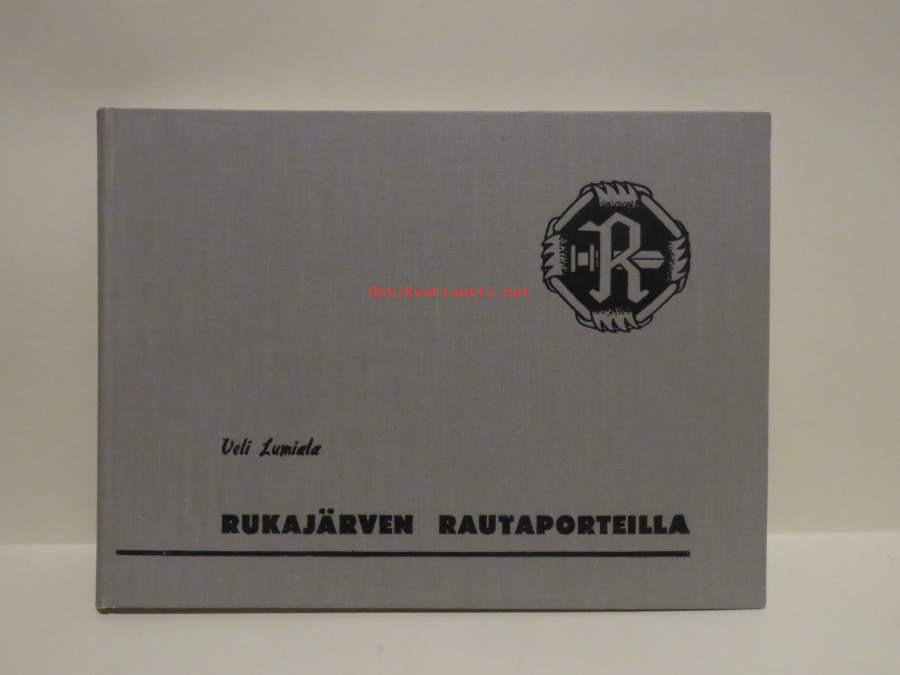 R
Antikvariaatti.net
Veli Lumiala
RUKAJÄRVEN RAUTAPORTEILLA